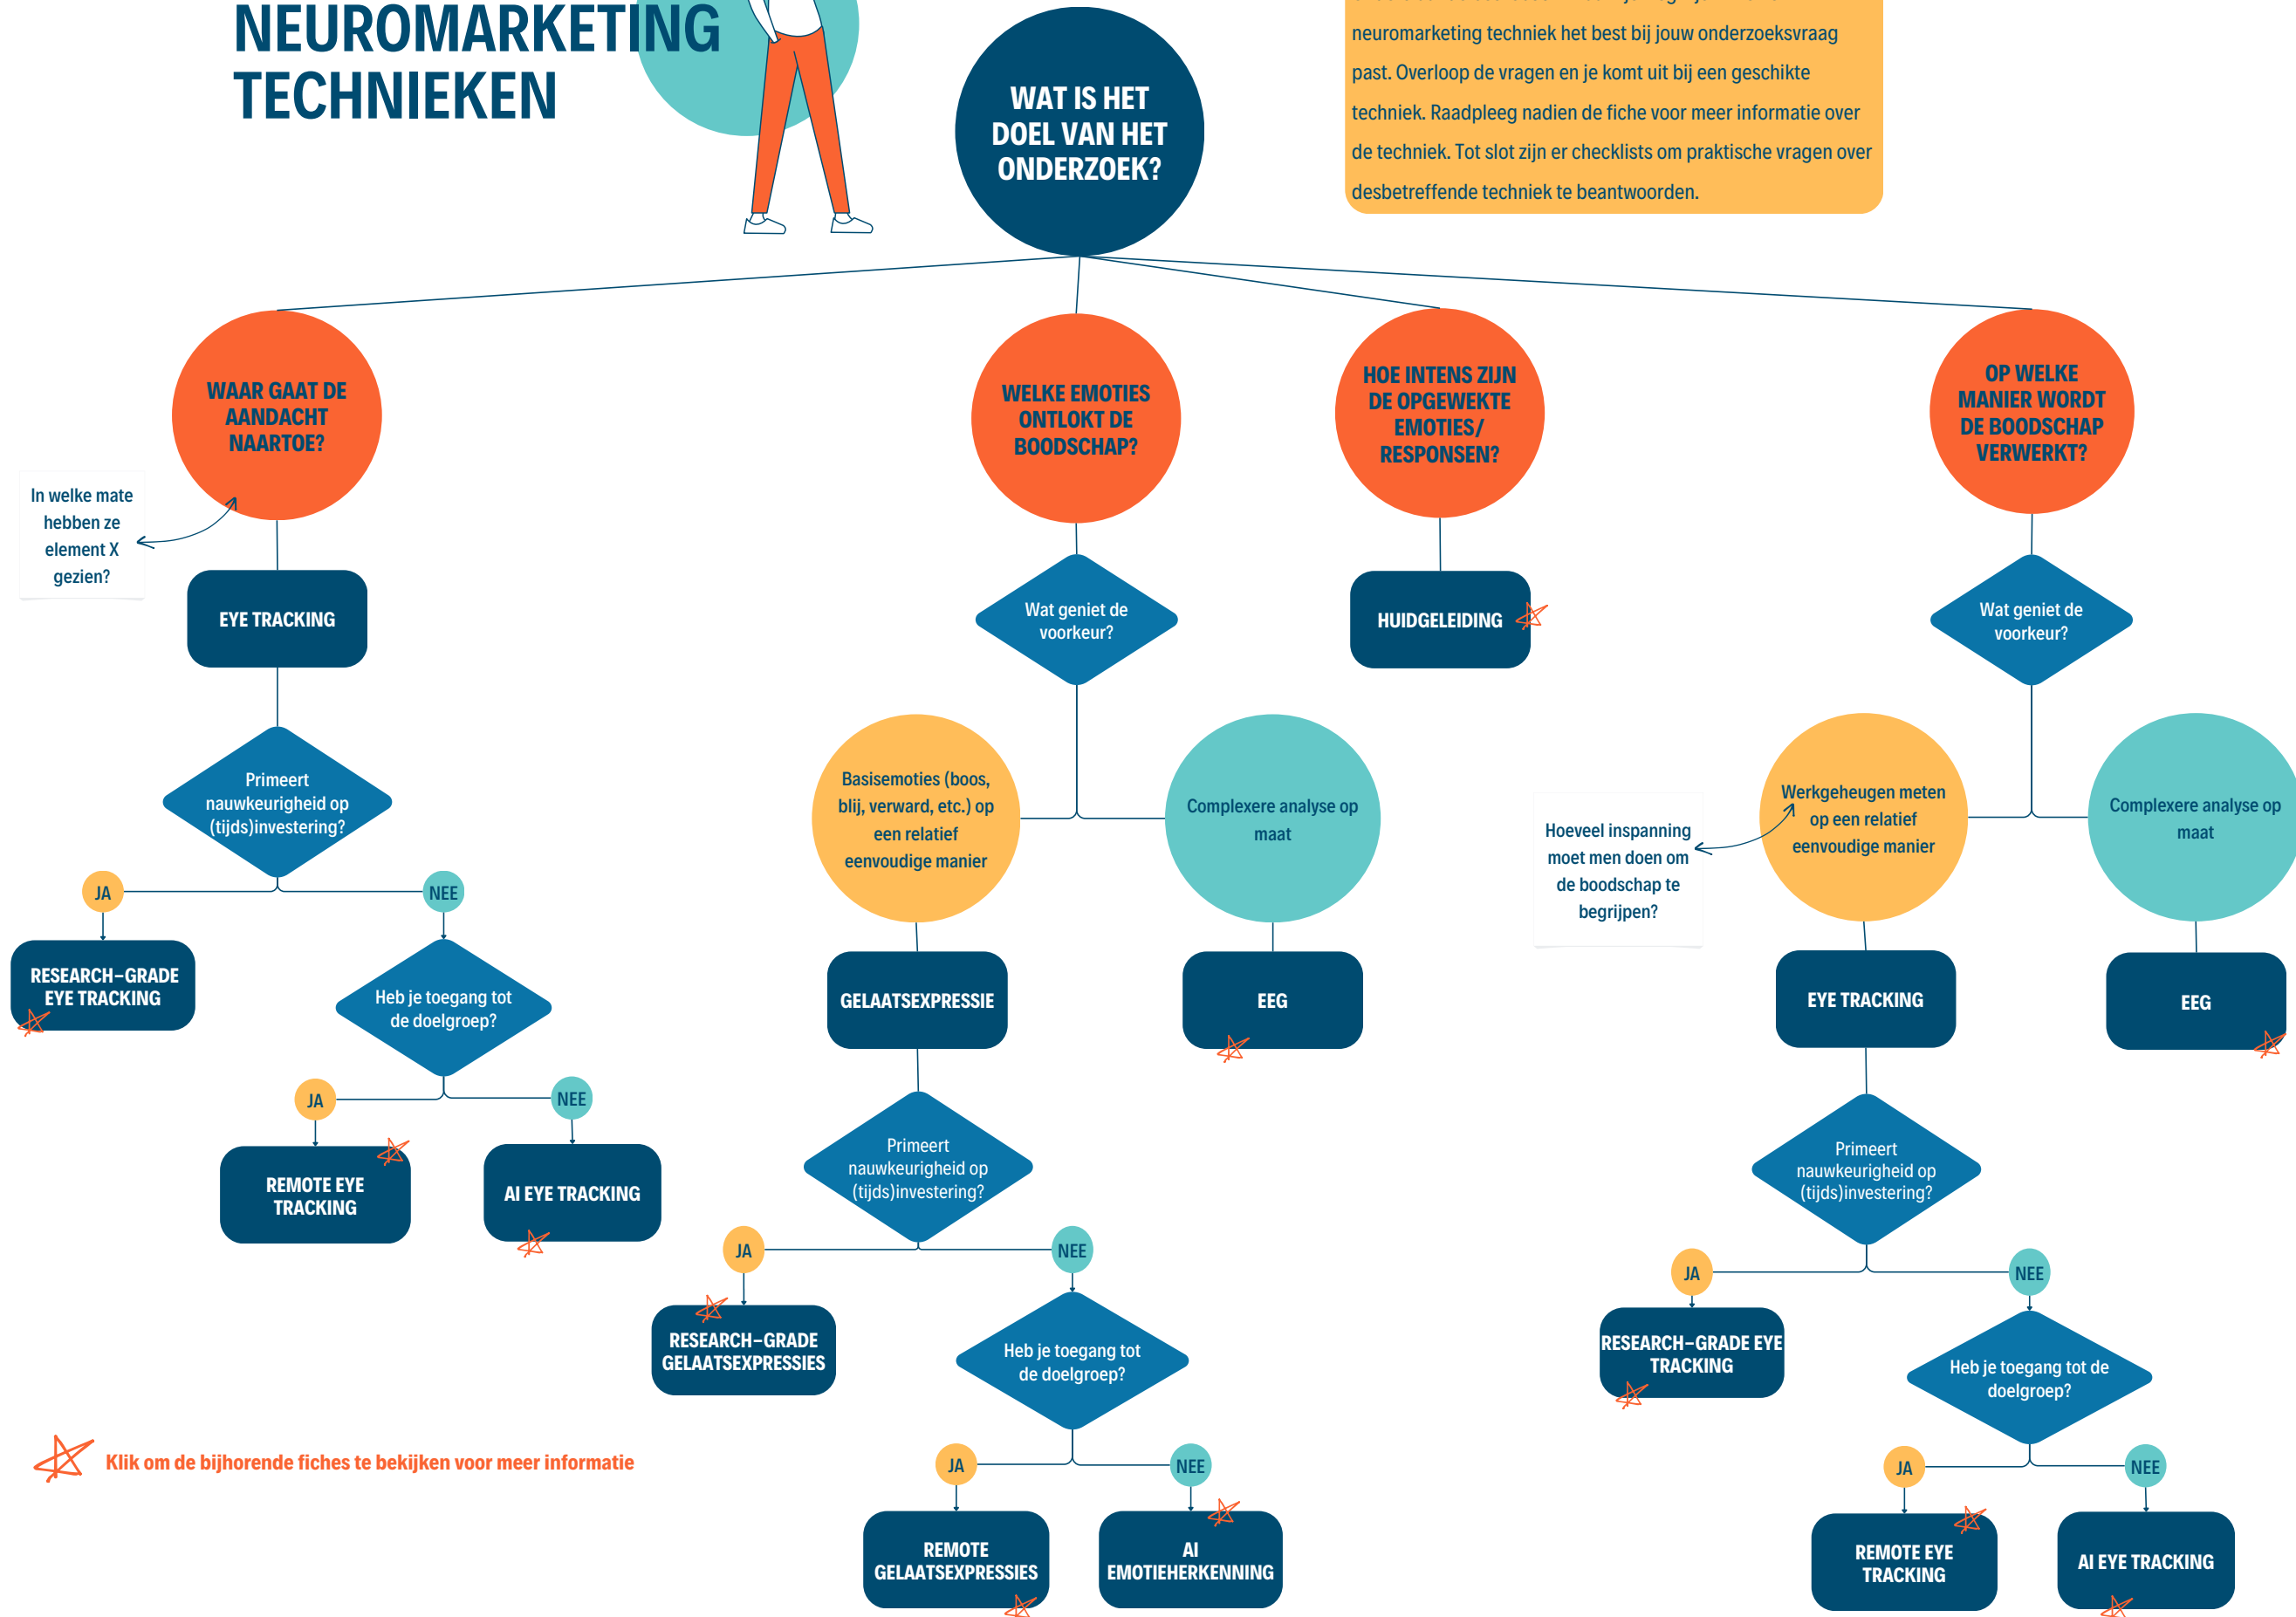 NEUROMARKETING
TECHNIEKEN
WAT IS HET
DOEL VAN HET
ONDERZOEK?
neuromarketing techniek het best bij jouw onderzoeksvraag
past. Overloop de vragen en je komt uit bij een geschikte
techniek. Raadpleeg nadien de fiche voor meer informatie over
de techniek. Tot slot zijn er checklists om praktische vragen over
desbetreffende techniek te beantwoorden.
WAAR GAAT DE
AANDACHT
NAARTOE?
In welke mate
hebben ze
element X
gezien?
EYE TRACKING
Primeert
nauwkeurigheid op
(tijds)investering?
JA
NEE
RESEARCH-GRADE
EYE TRACKING
Heb je toegang tot
de doelgroep?
JA
NEE
REMOTE EYE
TRACKING
AI EYE TRACKING
WELKE EMOTIES
ONTLOKT DE
BOODSCHAP?
Wat geniet de
voorkeur?
Basisemoties (boos,
blij, verward, etc.) op
een relatief
eenvoudige manier
Complexere analyse op
maat
GELAATSEXPRESSIE
EEG
Primeert
nauwkeurigheid op
(tijds)investering?
JA
NEE
RESEARCH-GRADE
GELAATSEXPRESSIES
Heb je toegang tot
de doelgroep?
JA
NEE
REMOTE
GELAATSEXPRESSIES
AI
EMOTIEHERKENNING
HOE INTENS ZIJN
DE OPGEWEKTE
EMOTIES/
RESPONSEN?
HUIDGELEIDING
OP WELKE
MANIER WORDT
DE BOODSCHAP
VERWERKT?
Wat geniet de
voorkeur?
Werkgeheugen meten
op een relatief
eenvoudige manier
Hoeveel inspanning
moet men doen om
de boodschap te
begrijpen?
Complexere analyse op
maat
EYE TRACKING
EEG
Primeert
nauwkeurigheid op
(tijds)investering?
JA
NEE
RESEARCH-GRADE EYE
TRACKING
Heb je toegang tot de
doelgroep?
JA
NEE
REMOTE EYE
TRACKING
AI EYE TRACKING
Klik om de bijhorende fiches te bekijken voor meer informatie